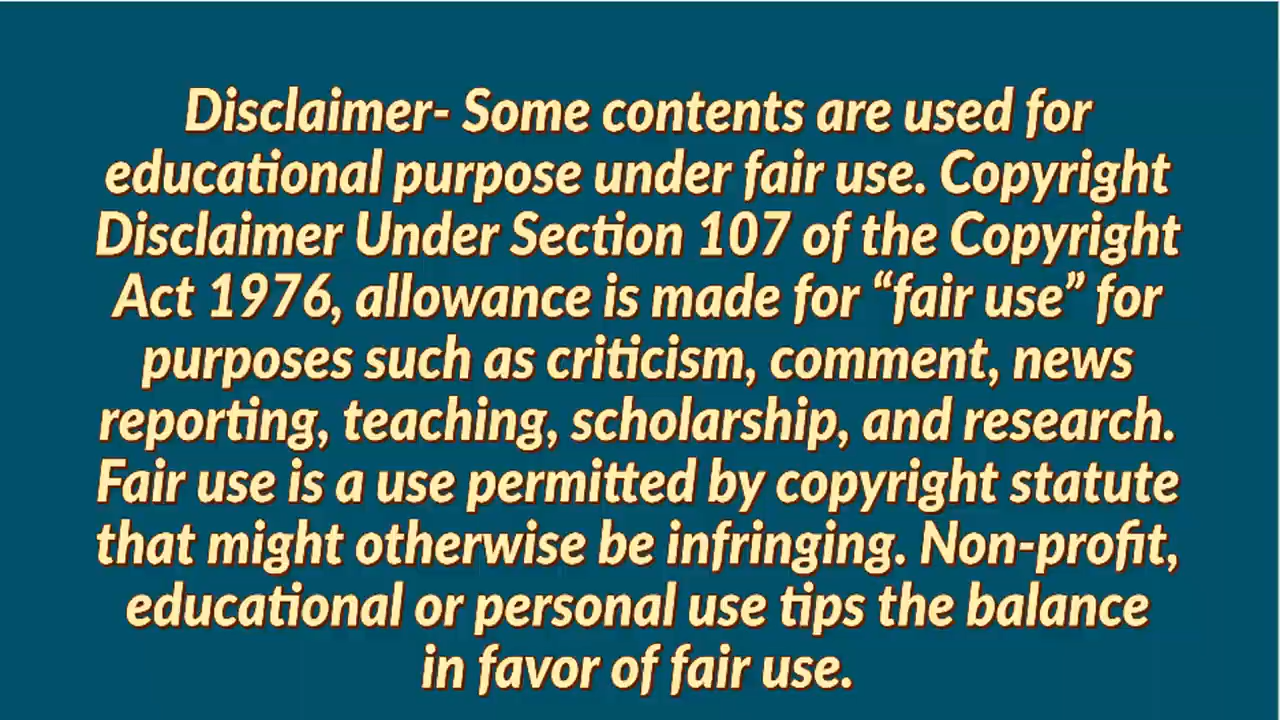 Disclaimer- Some contents are used for
educational purpose under fair use. Copyright
Disclaimer Under Section 107 of the Copyright
Act 1976, allowance is made for “fair use” for
purposes such as criticism, comment, news
reporting, teaching, scholarship, and research.
Fair use is a use permitted by copyright statute
that might otherwise be infringing. Non-profit,
educational or personal use tips the balance
in favor of fair use.